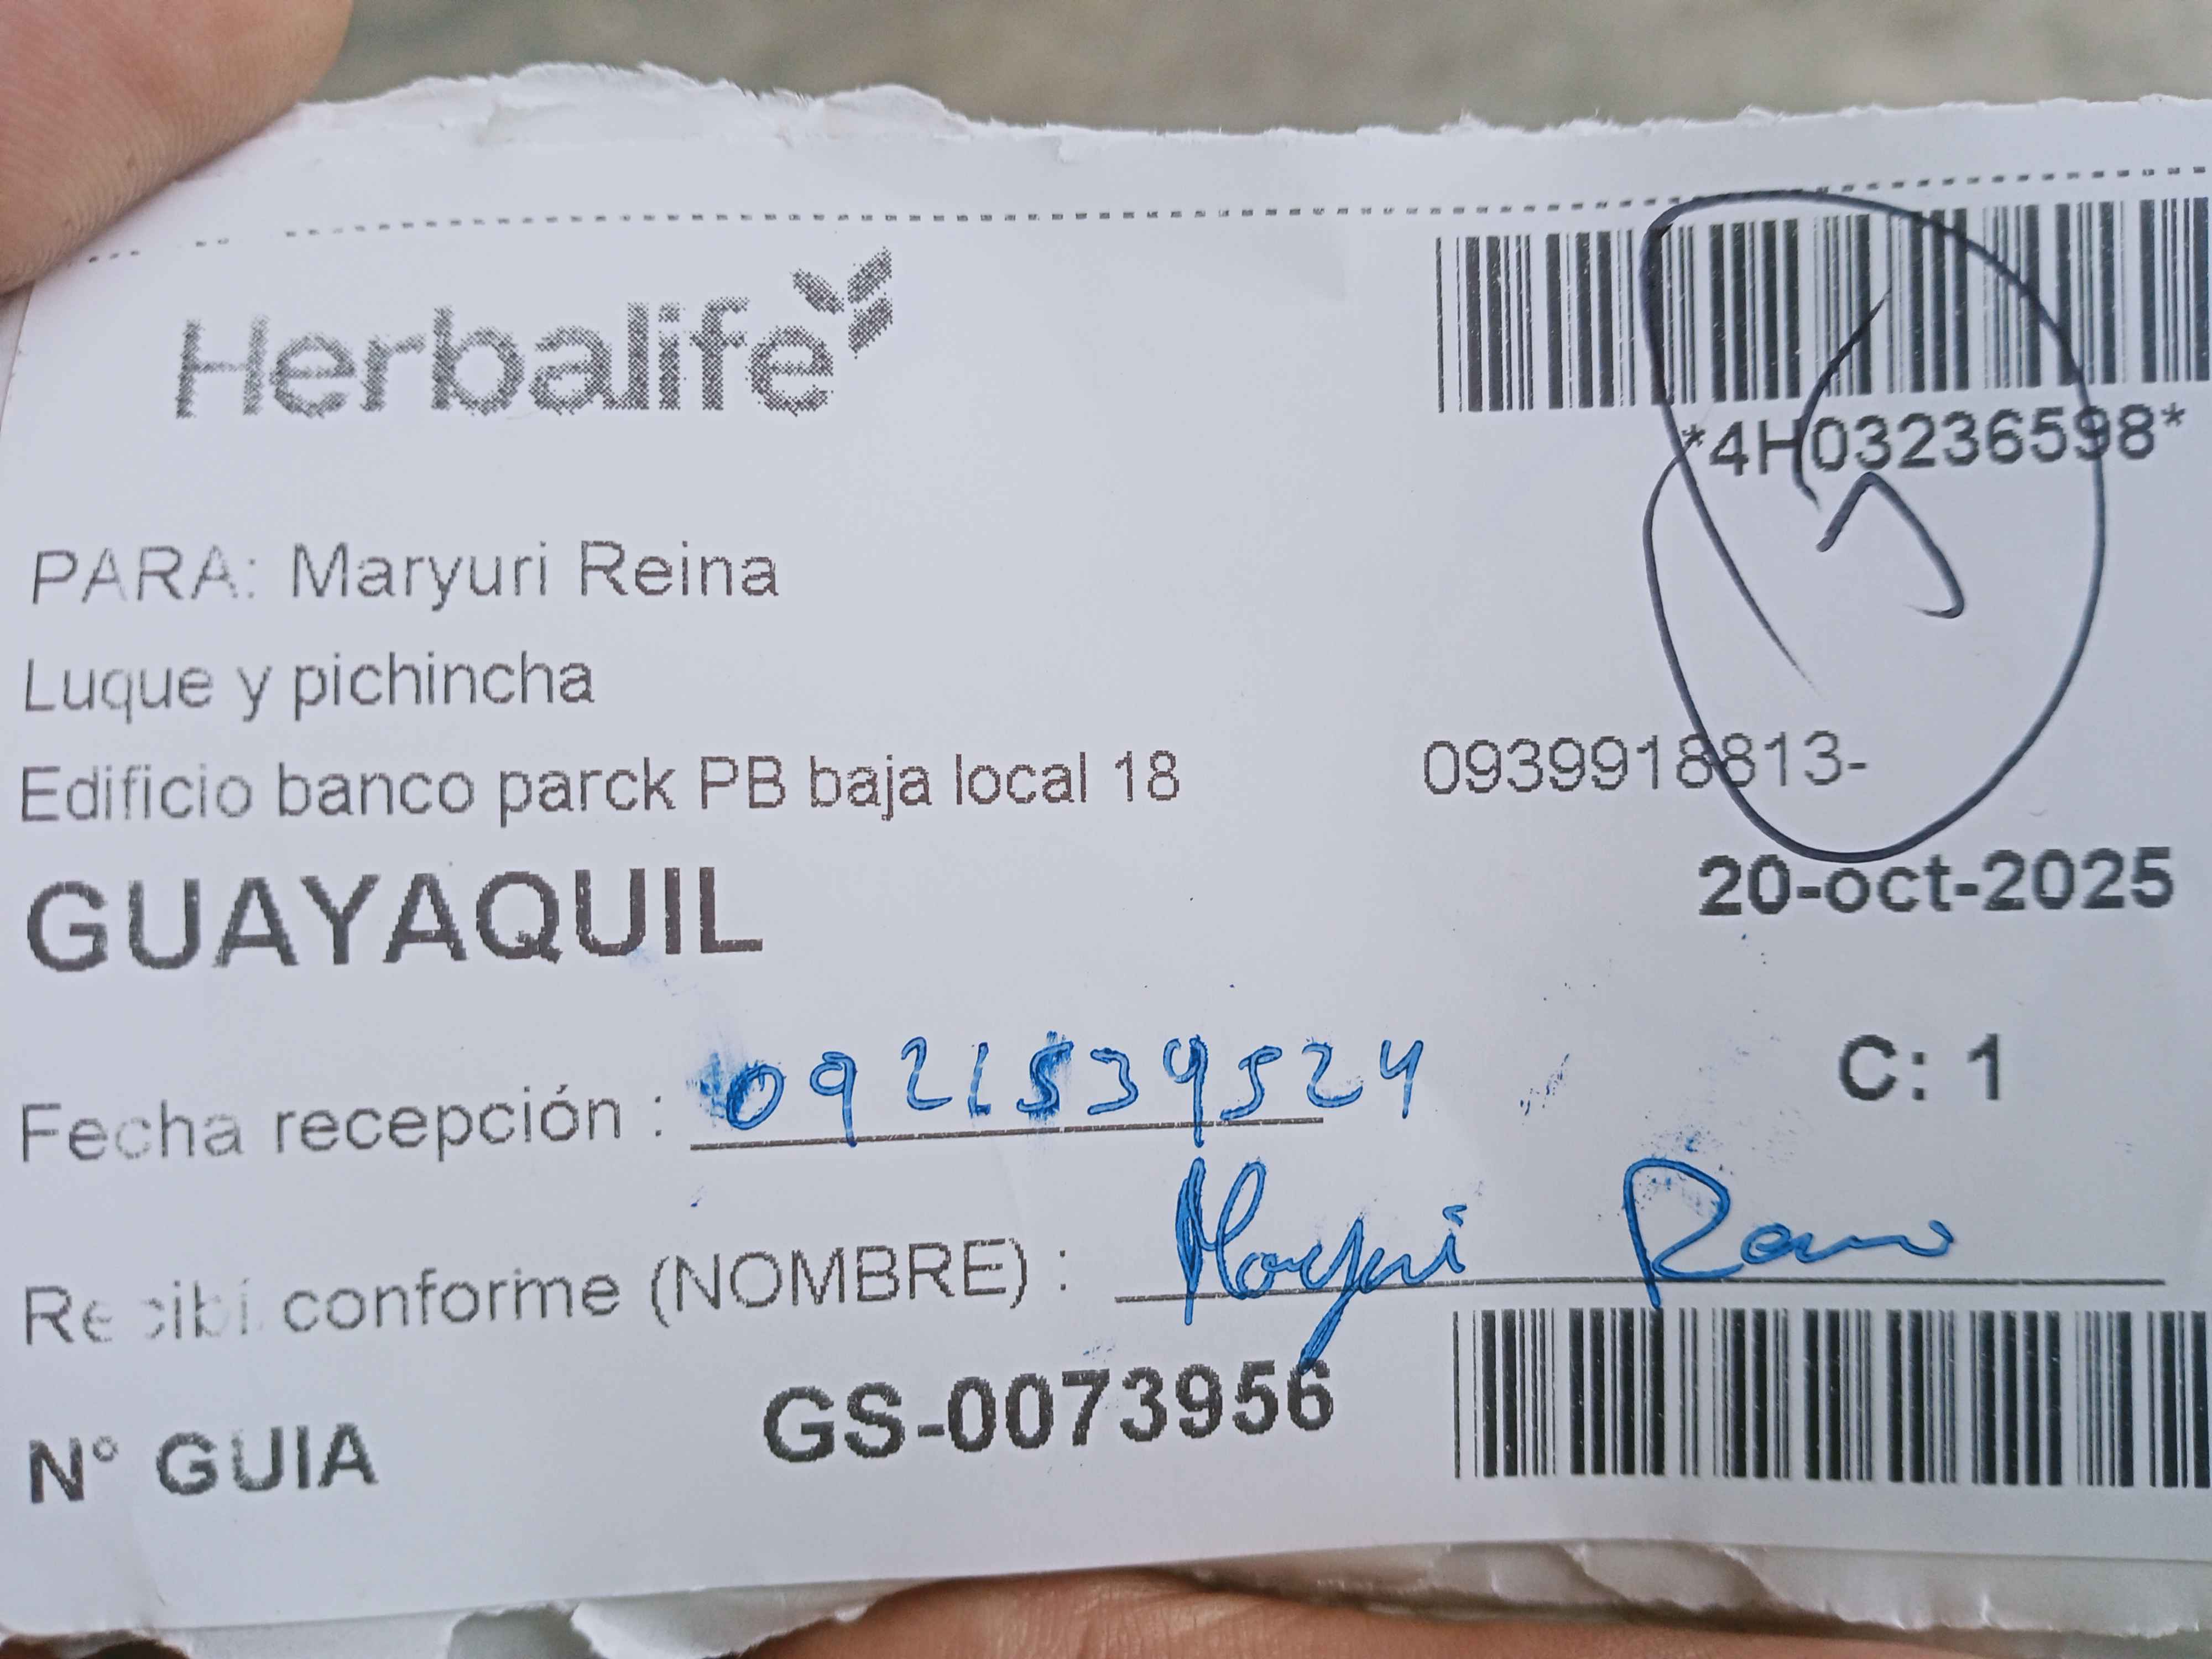 Herbalife
*4H03236598*
PARA: Maryuri Reina
Luque y pichincha
Edificio banco parck PB baja local 18 0939918813-
GUAYAQUIL 20-oct-2025
C: 1
Fecha recepción : 0921539524
Recibí conforme (NOMBRE) :
N° GUIA GS-0073956